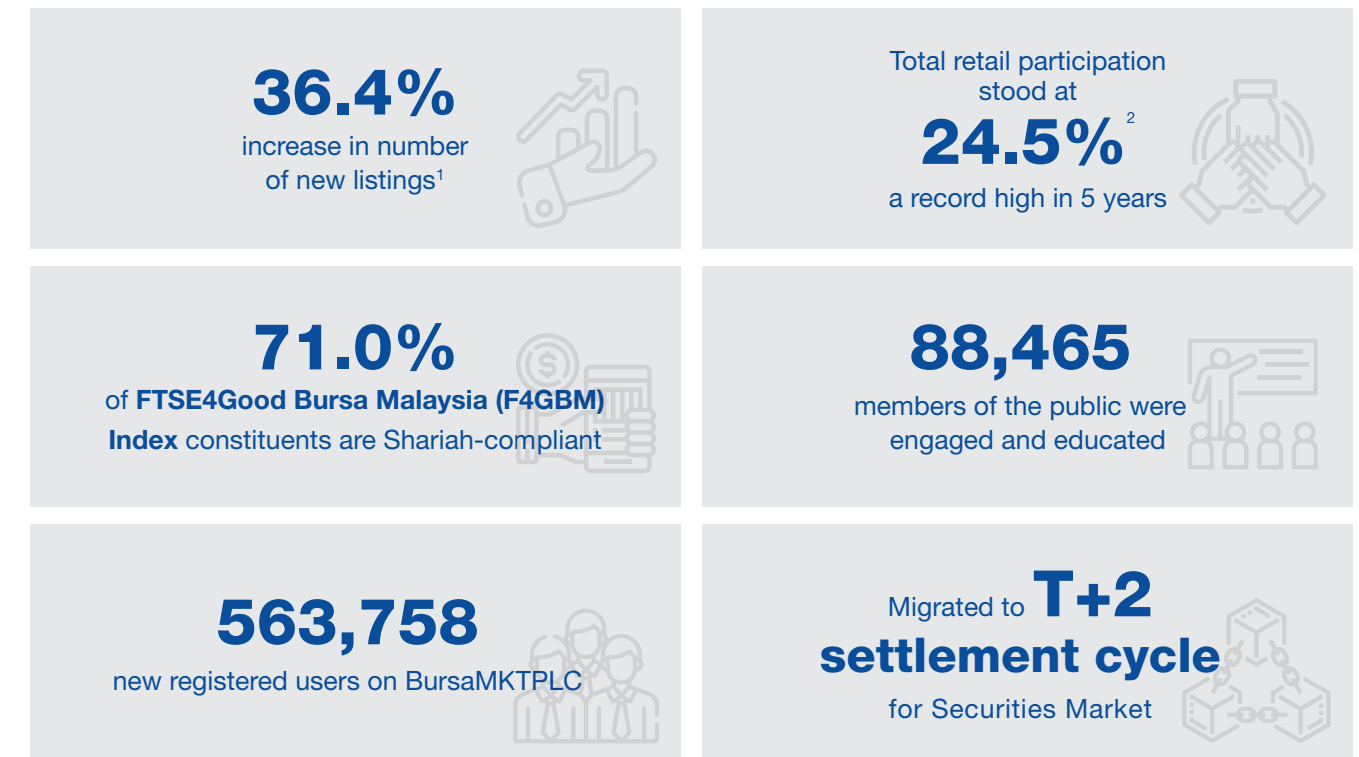 36.4%
increase in number
of new listings¹
Total retail participation
stood at
24.5%²
a record high in 5 years
71.0%
of FTSE4Good Bursa Malaysia (F4GBM)
Index constituents are Shariah-compliant
88,465
members of the public were
engaged and educated
563,758
new registered users on BursaMKTPLC
Migrated to T+2
settlement cycle
for Securities Market